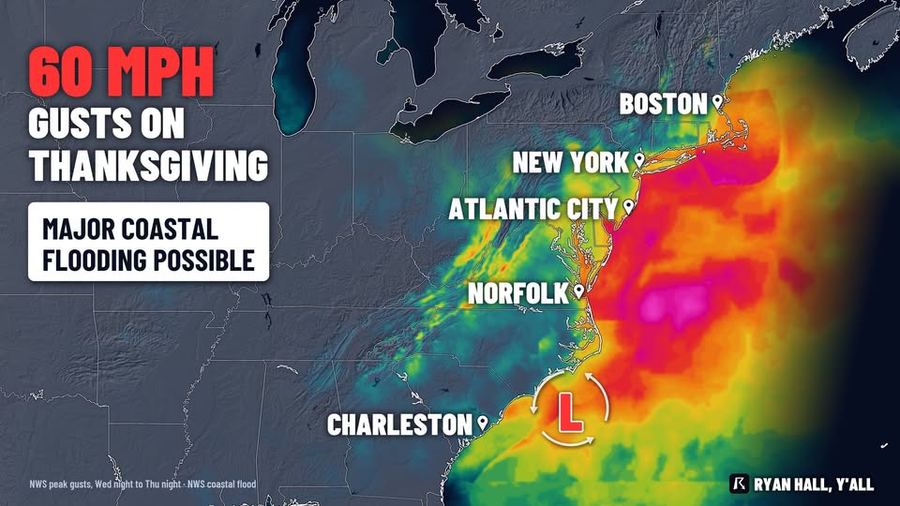 60 MPH
GUSTS ON
THANKSGIVING
MAJOR COASTAL
FLOODING POSSIBLE
BOSTON
NEW YORK
ATLANTIC CITY
NORFOLK
L
CHARLESTON
NWS peak gusts, Wed night to Thu night · NWS coastal flood
R RYAN HALL, Y'ALL